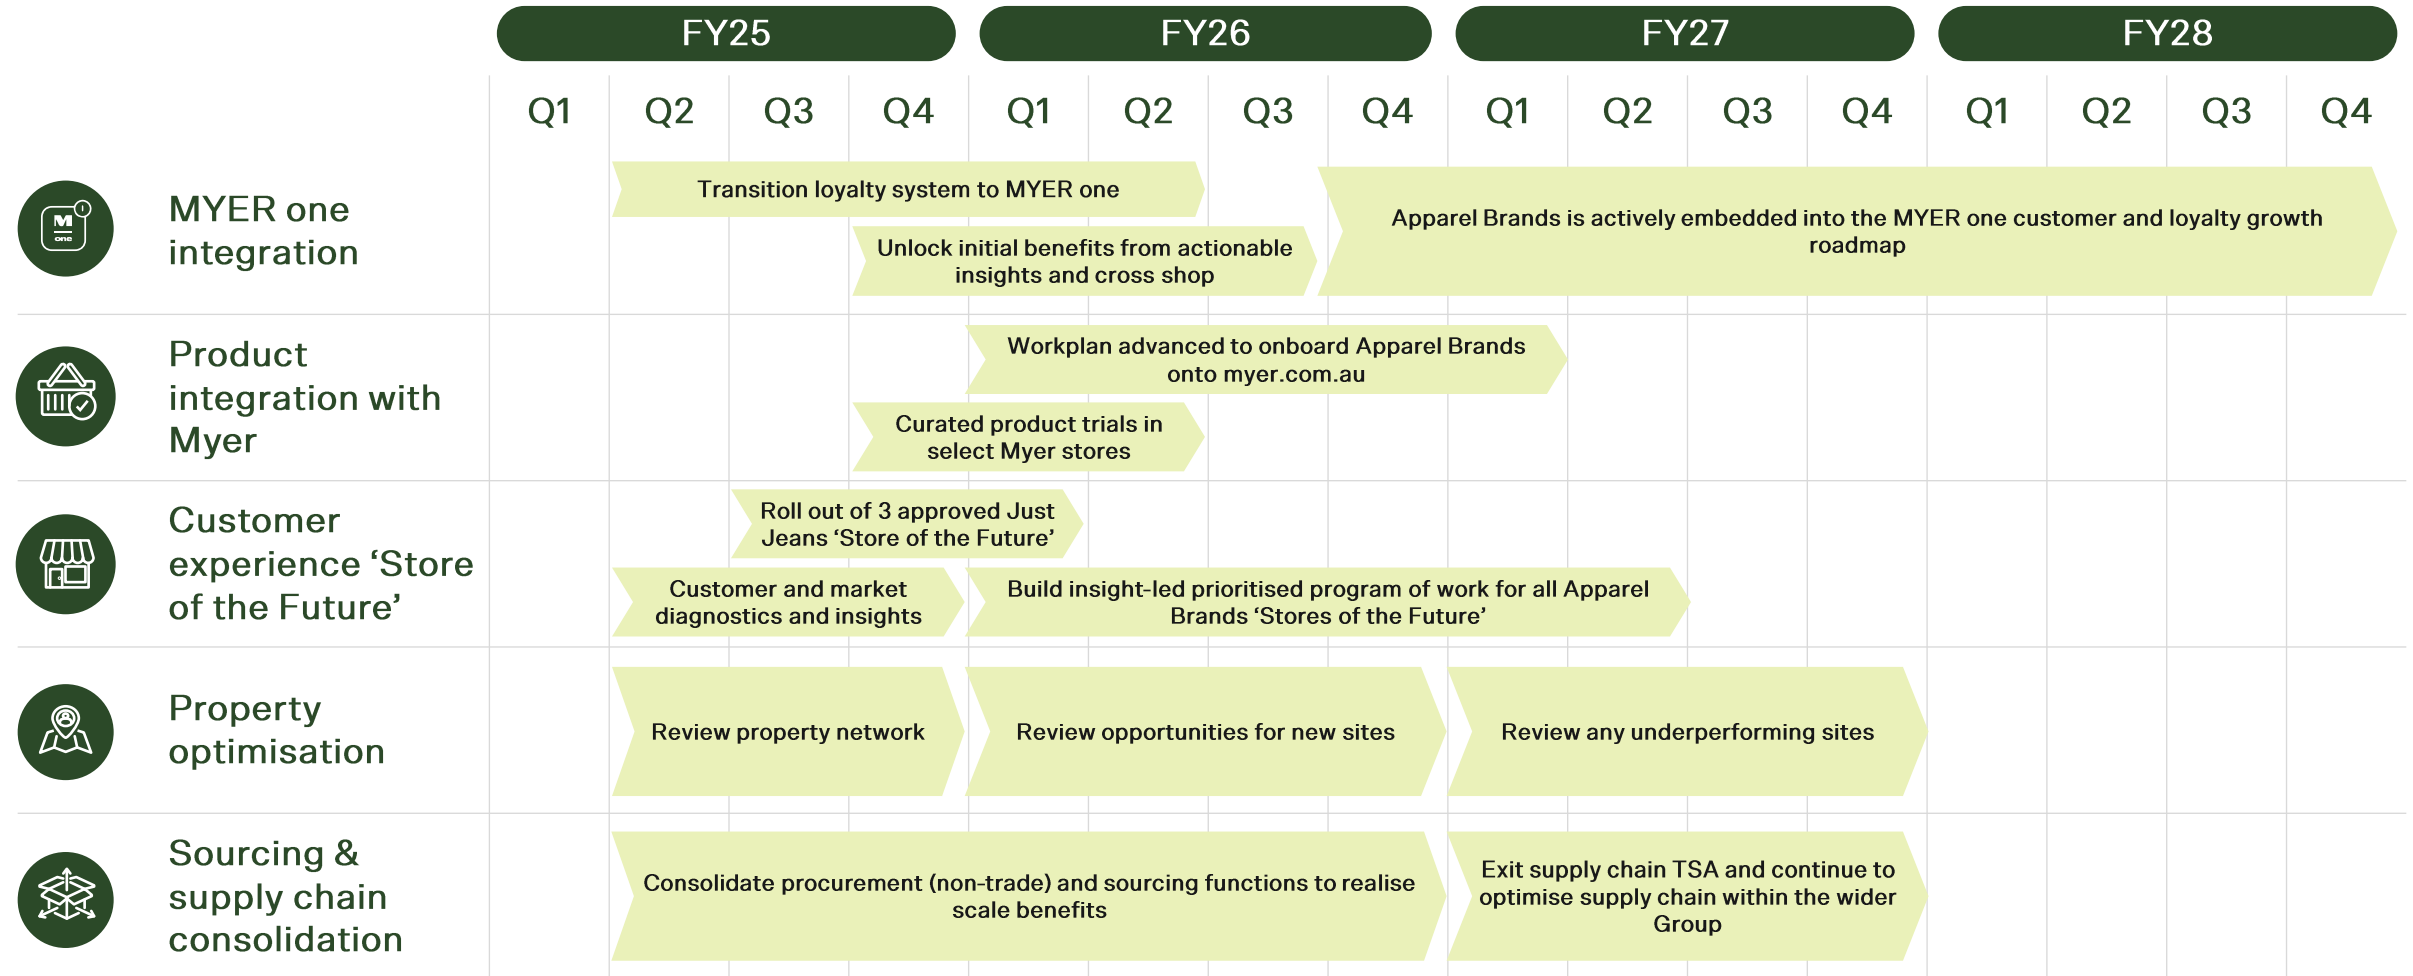 FY25 FY26 FY27 FY28
Q1 Q2 Q3 Q4 Q1 Q2 Q3 Q4 Q1 Q2 Q3 Q4 Q1 Q2 Q3 Q4
M
one
MYER one
integration
Transition loyalty system to MYER one
Unlock initial benefits from actionable
insights and cross shop
Apparel Brands is actively embedded into the MYER one customer and loyalty growth
roadmap
Product
integration with
Myer
Workplan advanced to onboard Apparel Brands
onto myer.com.au
Curated product trials in
select Myer stores
Customer
experience ‘Store
of the Future’
Roll out of 3 approved Just
Jeans ‘Store of the Future’
Customer and market
diagnostics and insights
Build insight-led prioritised program of work for all Apparel
Brands ‘Stores of the Future’
Property
optimisation
Review property network
Review opportunities for new sites
Review any underperforming sites
Sourcing &
supply chain
consolidation
Consolidate procurement (non-trade) and sourcing functions to realise
scale benefits
Exit supply chain TSA and continue to
optimise supply chain within the wider
Group